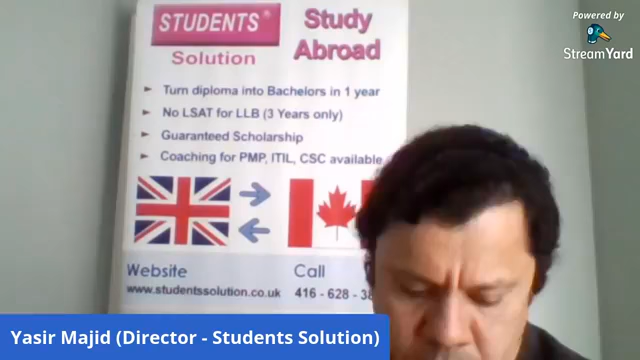 Powered by
StreamYard
STUDENTS®
Solution
Study
Abroad
► Turn diploma into Bachelors in 1 year
► No LSAT for LLB (3 Years only)
► Guaranteed Scholarship
► Coaching for PMP, ITIL, CSC available
Website
www.studentssolution.co.uk
Call
416 - 628 - 38
Yasir Majid (Director - Students Solution)